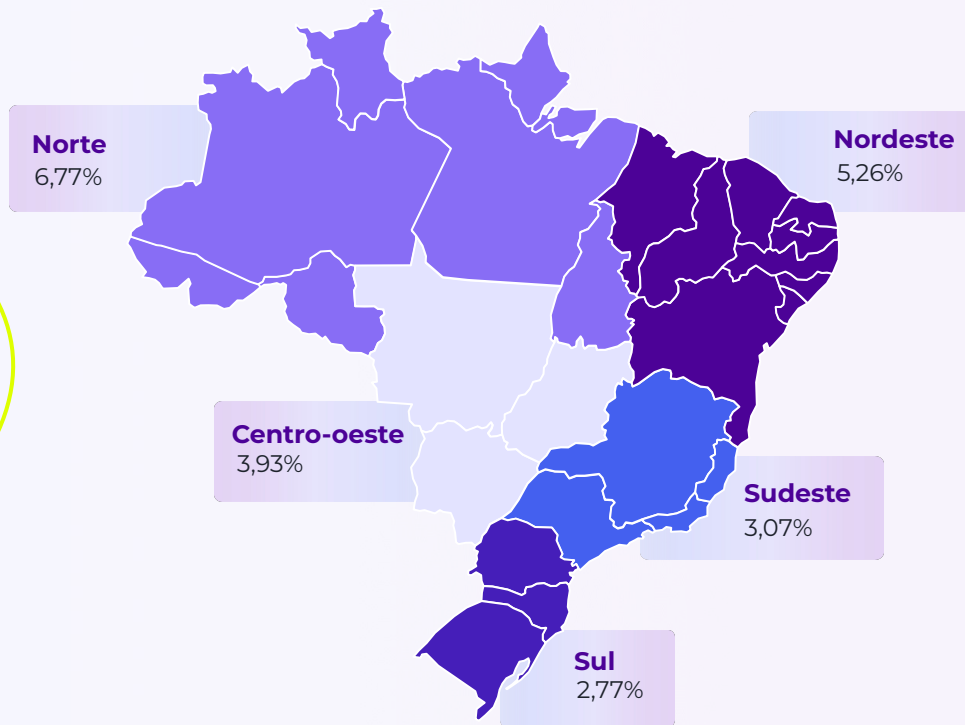 Norte
6,77%
Nordeste
5,26%
Centro-oeste
3,93%
Sudeste
3,07%
Sul
2,77%